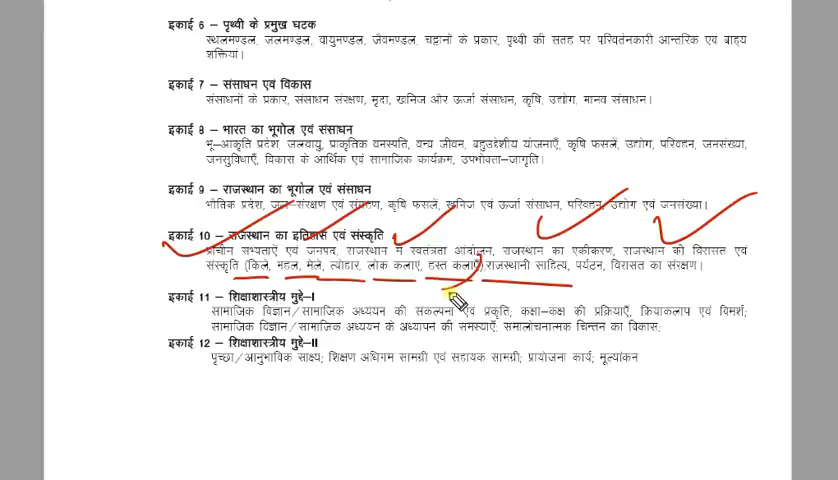 इकाई 6 – पृथ्वी के प्रमुख घटक
स्थलमण्डल, जलमण्डल, वायुमण्डल, जैवमण्डल, चट्टानों के प्रकार, पृथ्वी की सतह पर परिवर्तनकारी आन्तरिक एवं बाह्य
शक्तिया।
इकाई 7 – संसाधन एवं विकास
संसाधनों के प्रकार, संसाधन संरक्षण, मृदा, खनिज और ऊर्जा संसाधन, कृषि, उद्योग, मानव संसाधन।
इकाई 8 – भारत का भूगोल एवं संसाधन
भू–आकृति प्रदेश, जलवायु, प्राकृतिक वनस्पति, वन्य जीवन, बहुउद्देशीय योजनाएँ, कृषि फसलें, उद्योग, परिवहन, जनसंख्या,
जनसुविधाएँ, विकास के आर्थिक एवं सामाजिक कार्यक्रम, उपभोक्ता–जागृति।
इकाई 9 – राजस्थान का भूगोल एवं संसाधन
भौतिक प्रदेश, जल–संरक्षण एवं संग्रहण, कृषि फसलें, खनिज एवं ऊर्जा संसाधन, परिवहन, उद्योग एवं जनसंख्या।
इकाई 10 – राजस्थान का इतिहास एवं संस्कृति
प्राचीन सभ्यताएँ एवं जनपद, राजस्थान में स्वतंत्रता आंदोलन, राजस्थान का एकीकरण, राजस्थान की विरासत एवं
संस्कृति (किले, महल, मेले, त्योहार, लोक कलाएं, हस्त कलाएँ),राजस्थानी साहित्य, पर्यटन, विरासत का संरक्षण।
इकाई 11 – शिक्षाशास्त्रीय मुद्दे–I
सामाजिक विज्ञान/सामाजिक अध्ययन की संकल्पना एवं प्रकृति; कक्षा–कक्ष की प्रक्रियाएँ, क्रियाकलाप एवं विमर्श;
सामाजिक विज्ञान/सामाजिक अध्ययन के अध्यापन की समस्याएँ; समालोचनात्मक चिन्तन का विकास;
इकाई 12 – शिक्षाशास्त्रीय मुद्दे–II
पृच्छा/आनुभाविक साक्ष्य; शिक्षण अधिगम सामग्री एवं सहायक सामग्री; प्रायोजना कार्य; मूल्यांकन